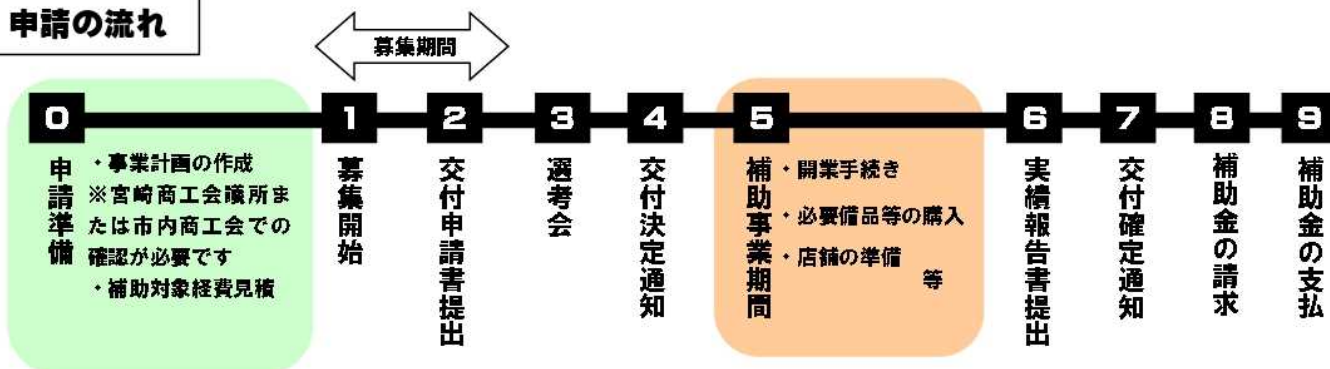 申請の流れ
募集期間
0
申請準備
・事業計画の作成
※宮崎商工会議所ま
たは市内商工会での
確認が必要です
・補助対象経費見積
1
募集開始
2
交付申請書提出
3
選考会
4
交付決定通知
5
補助事業期間
・開業手続き
・必要備品等の購入
・店舗の準備
等
6
実績報告書提出
7
交付確定通知
8
補助金の請求
9
補助金の支払